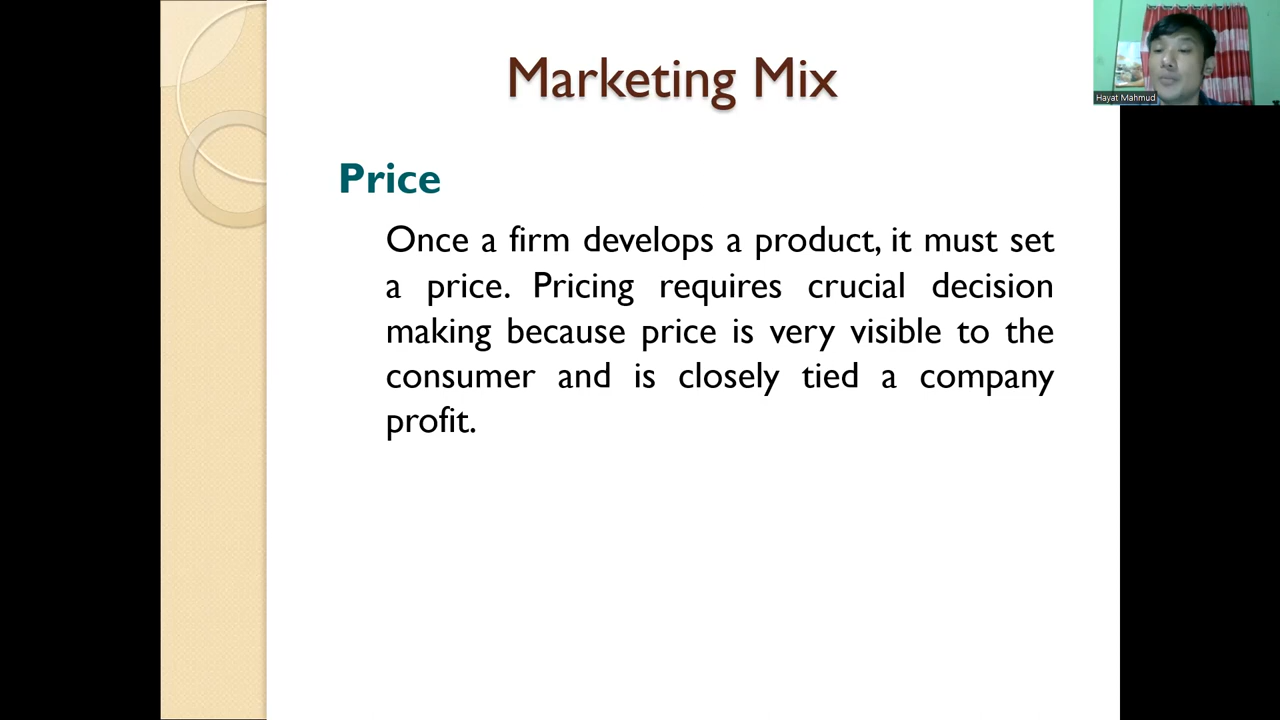 Marketing Mix
Hayat Mahmud
Price
Once a firm develops a product, it must set
a price. Pricing requires crucial decision
making because price is very visible to the
consumer and is closely tied a company
profit.